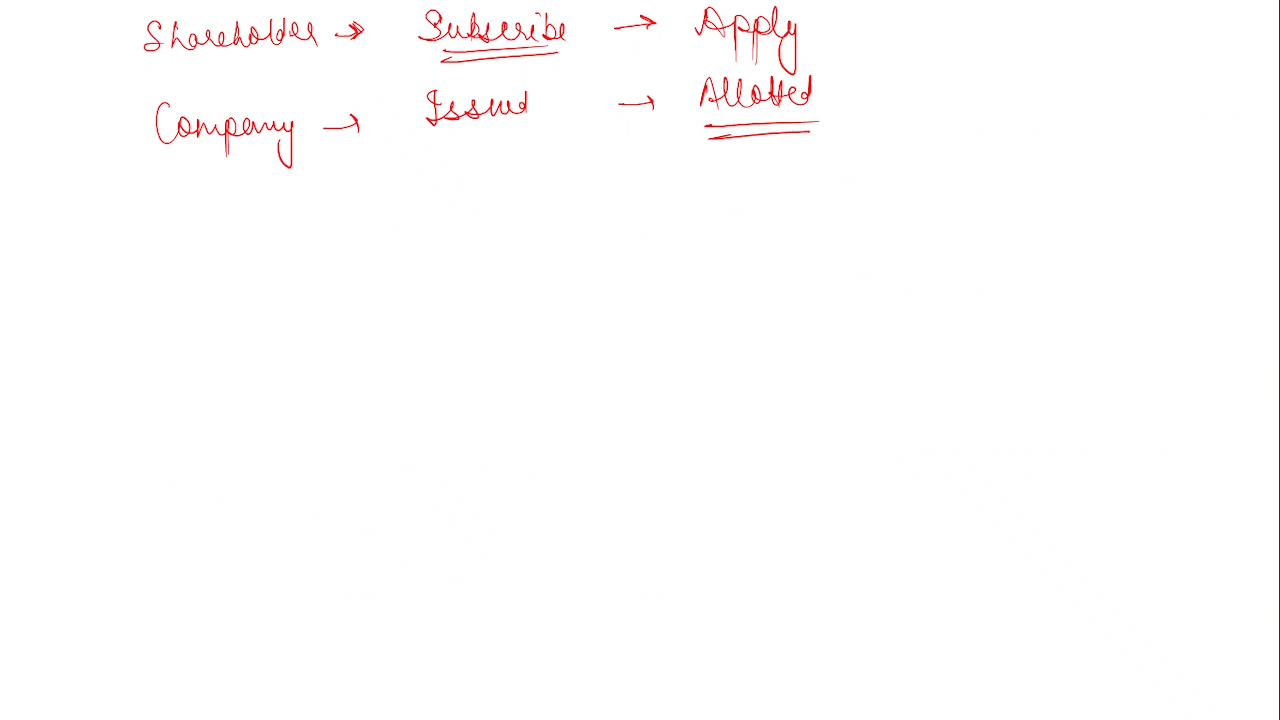 Shareholder → Subscribe → Apply
Company → Issued → Allotted